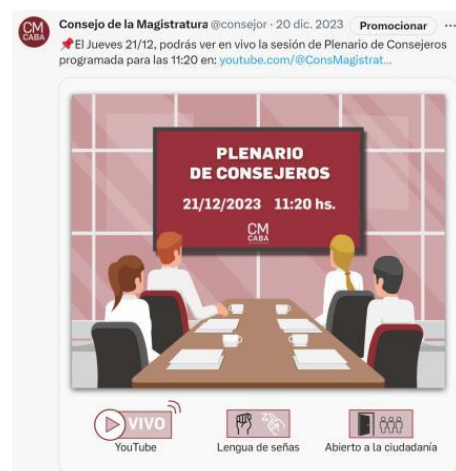 CM
CABA
Consejo de la Magistratura @consejor · 20 dic. 2023 Promocionar ...
📌El Jueves 21/12, podrás ver en vivo la sesión de Plenario de Consejeros
programada para las 11:20 en: youtube.com/@ConsMagistrat...
PLENARIO
DE CONSEJEROS
21/12/2023 11:20 hs.
CM
CABA
VIVO
YouTube
Lengua de señas
Abierto a la ciudadanía